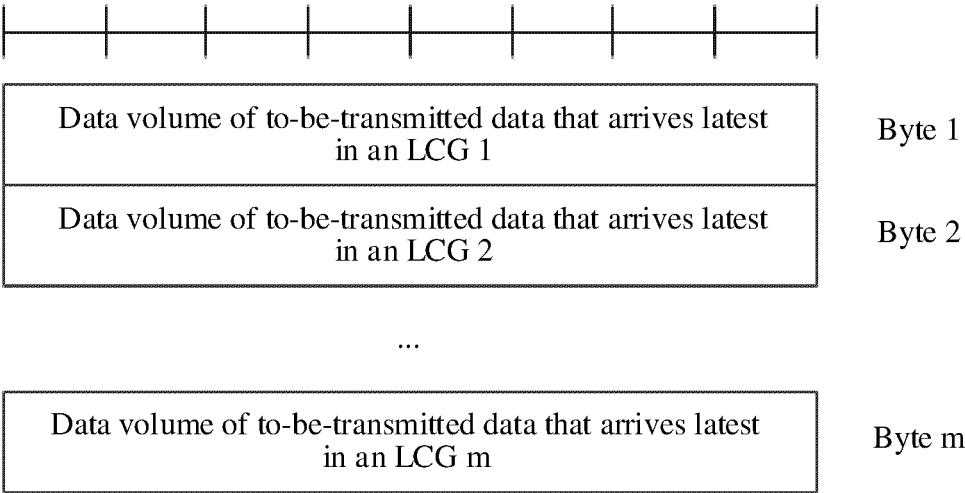 Data volume of to-be-transmitted data that arrives latest
in an LCG 1
Byte 1
Data volume of to-be-transmitted data that arrives latest
in an LCG 2
Byte 2
...
Data volume of to-be-transmitted data that arrives latest
in an LCG m
Byte m